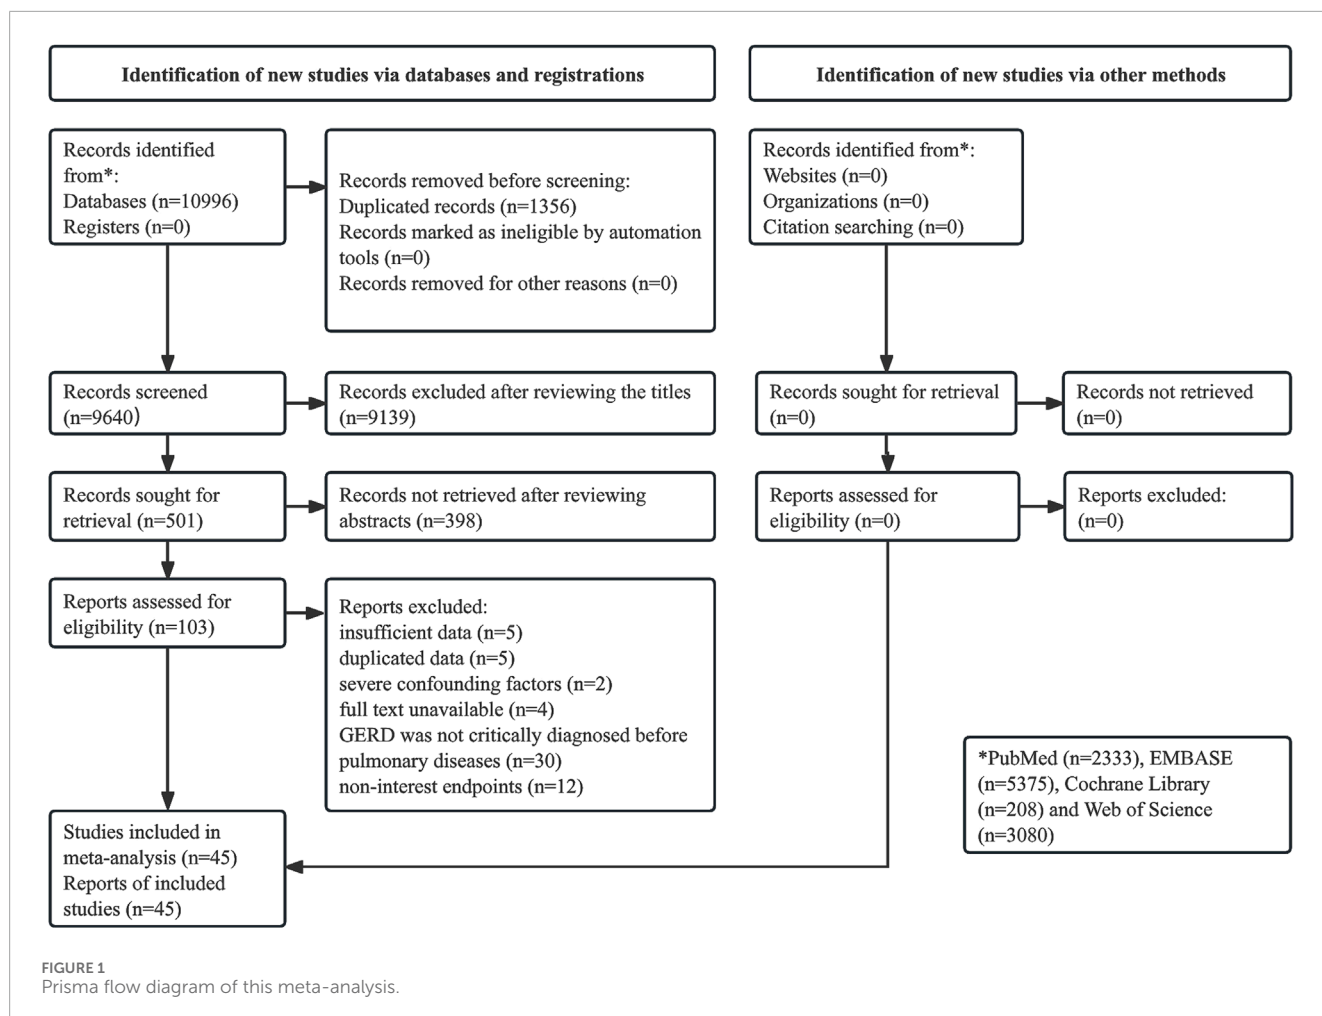 Identification of new studies via databases and registrations
Identification of new studies via other methods
Records identified
from*:
Databases (n=10996)
Registers (n=0)
Records removed before screening:
Duplicated records (n=1356)
Records marked as ineligible by automation
tools (n=0)
Records removed for other reasons (n=0)
Records identified from*:
Websites (n=0)
Organizations (n=0)
Citation searching (n=0)
Records screened
(n=9640)
Records excluded after reviewing the titles
(n=9139)
Records sought for retrieval
(n=0)
Records not retrieved
(n=0)
Records sought for
retrieval (n=501)
Records not retrieved after reviewing
abstracts (n=398)
Reports assessed for
eligibility (n=0)
Reports excluded:
(n=0)
Reports assessed for
eligibility (n=103)
Reports excluded:
insufficient data (n=5)
duplicated data (n=5)
severe confounding factors (n=2)
full text unavailable (n=4)
GERD was not critically diagnosed before
pulmonary diseases (n=30)
non-interest endpoints (n=12)
*PubMed (n=2333), EMBASE
(n=5375), Cochrane Library
(n=208) and Web of Science
(n=3080)
Studies included in
meta-analysis (n=45)
Reports of included
studies (n=45)
FIGURE 1
Prisma flow diagram of this meta-analysis.